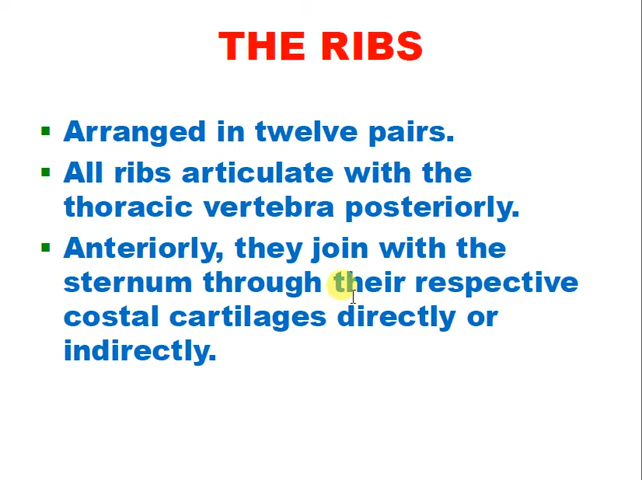 THE RIBS
Arranged in twelve pairs.
All ribs articulate with the
thoracic vertebra posteriorly.
Anteriorly, they join with the
sternum through their respective
costal cartilages directly or
indirectly.